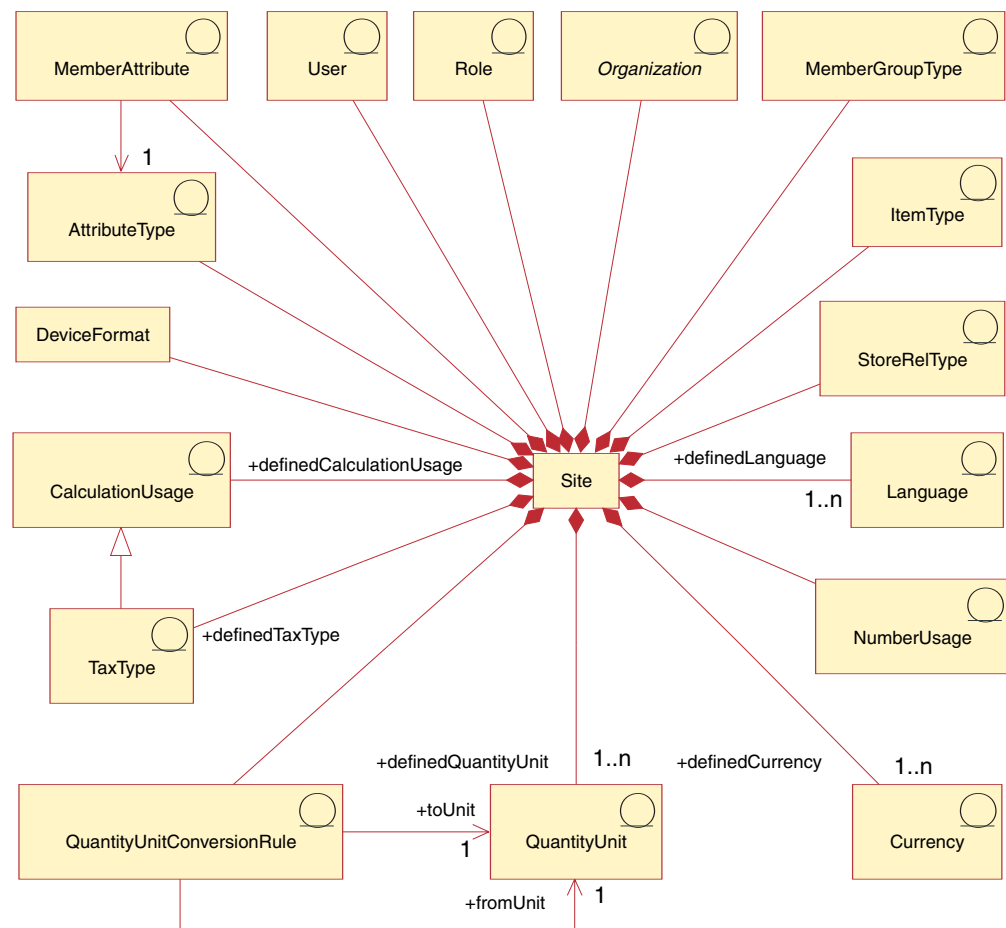 MemberAttribute
User
Role
Organization
MemberGroupType
1
AttributeType
ItemType
DeviceFormat
StoreRelType
+definedCalculationUsage
+definedLanguage
CalculationUsage
Site
1..n
Language
+definedTaxType
NumberUsage
TaxType
+definedQuantityUnit
1..n
+definedCurrency
1..n
+toUnit
QuantityUnitConversionRule
1
QuantityUnit
Currency
+fromUnit
1